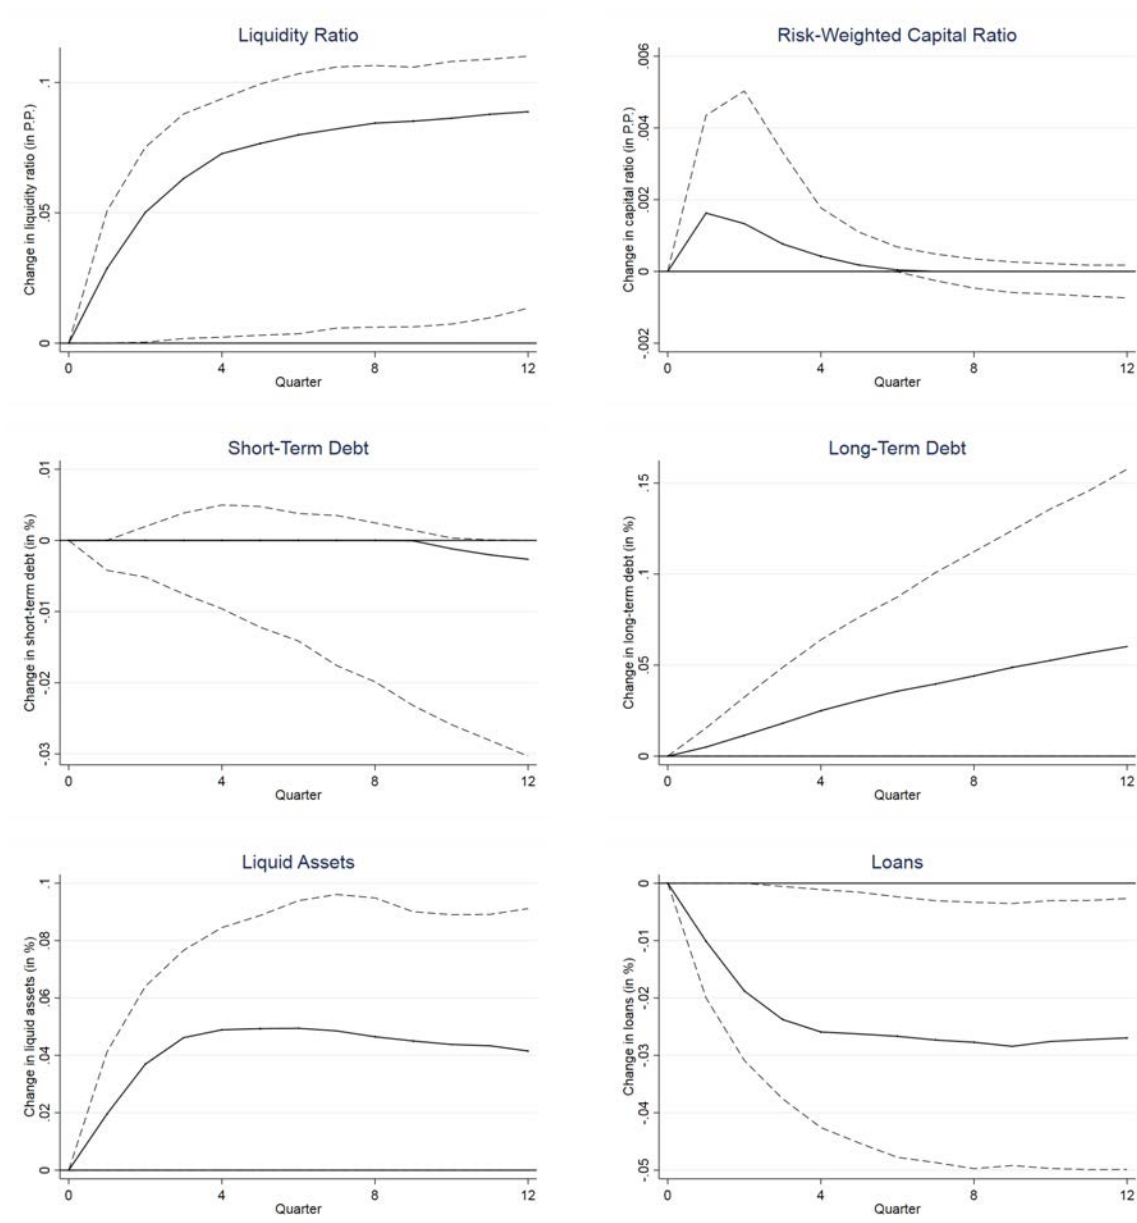 Liquidity Ratio
Change in liquidity ratio (in P.P.)
.1
.05
0
0 4 8 12
Quarter
Risk-Weighted Capital Ratio
Change in capital ratio (in P.P.)
.006
.004
.002
0
-.002
0 4 8 12
Quarter
Short-Term Debt
Change in short-term debt (in %)
.01
0
-.01
-.02
-.03
0 4 8 12
Quarter
Long-Term Debt
Change in long-term debt (in %)
.15
.1
.05
0
0 4 8 12
Quarter
Liquid Assets
Change in liquid assets (in %)
.1
.08
.06
.04
.02
0
0 4 8 12
Quarter
Loans
Change in loans (in %)
0
-.01
-.02
-.03
-.04
-.05
0 4 8 12
Quarter